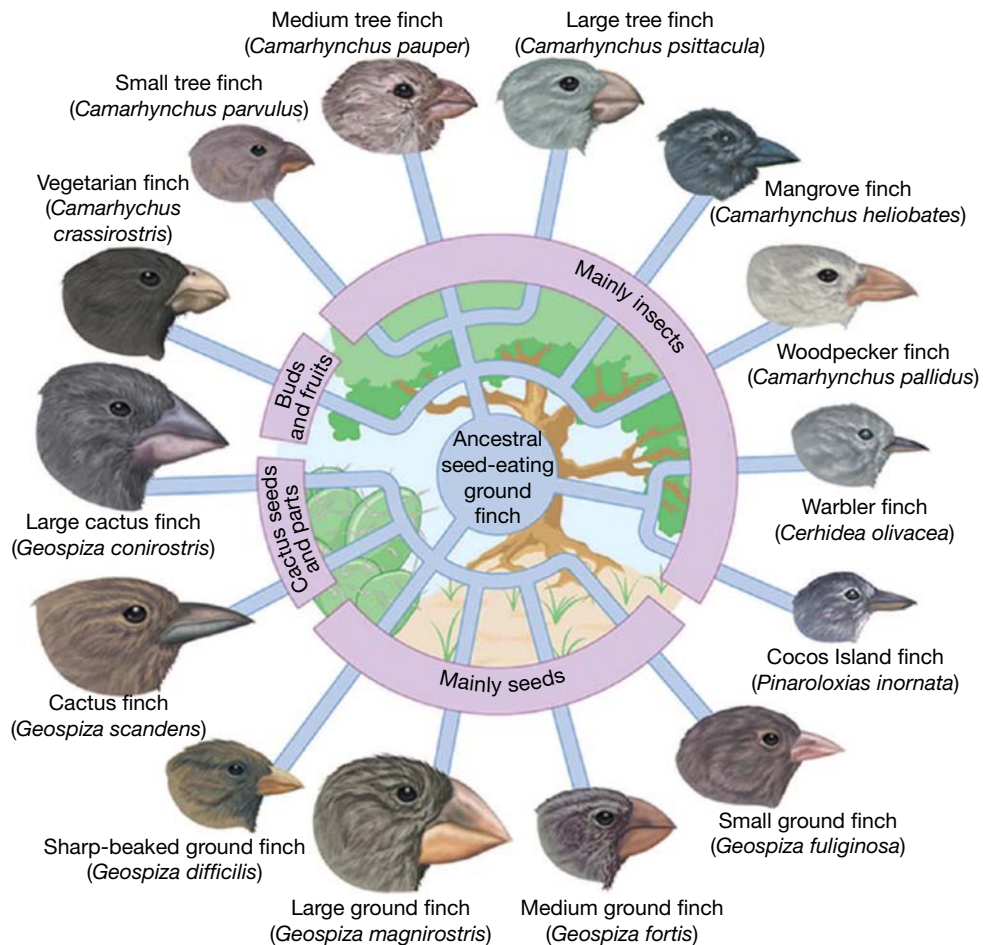 Medium tree finch
(Camarhynchus pauper)
Large tree finch
(Camarhynchus psittacula)
Small tree finch
(Camarhynchus parvulus)
Mangrove finch
(Camarhynchus heliobates)
Vegetarian finch
(Camarhychus
crassirostris)
Woodpecker finch
(Camarhynchus pallidus)
Mainly insects
Buds
and fruits
Ancestral
seed-eating
ground
finch
Cactus seeds
and parts
Mainly seeds
Large cactus finch
(Geospiza conirostris)
Warbler finch
(Cerhidea olivacea)
Cocos Island finch
(Pinaroloxias inornata)
Cactus finch
(Geospiza scandens)
Small ground finch
(Geospiza fuliginosa)
Sharp-beaked ground finch
(Geospiza difficilis)
Large ground finch
(Geospiza magnirostris)
Medium ground finch
(Geospiza fortis)